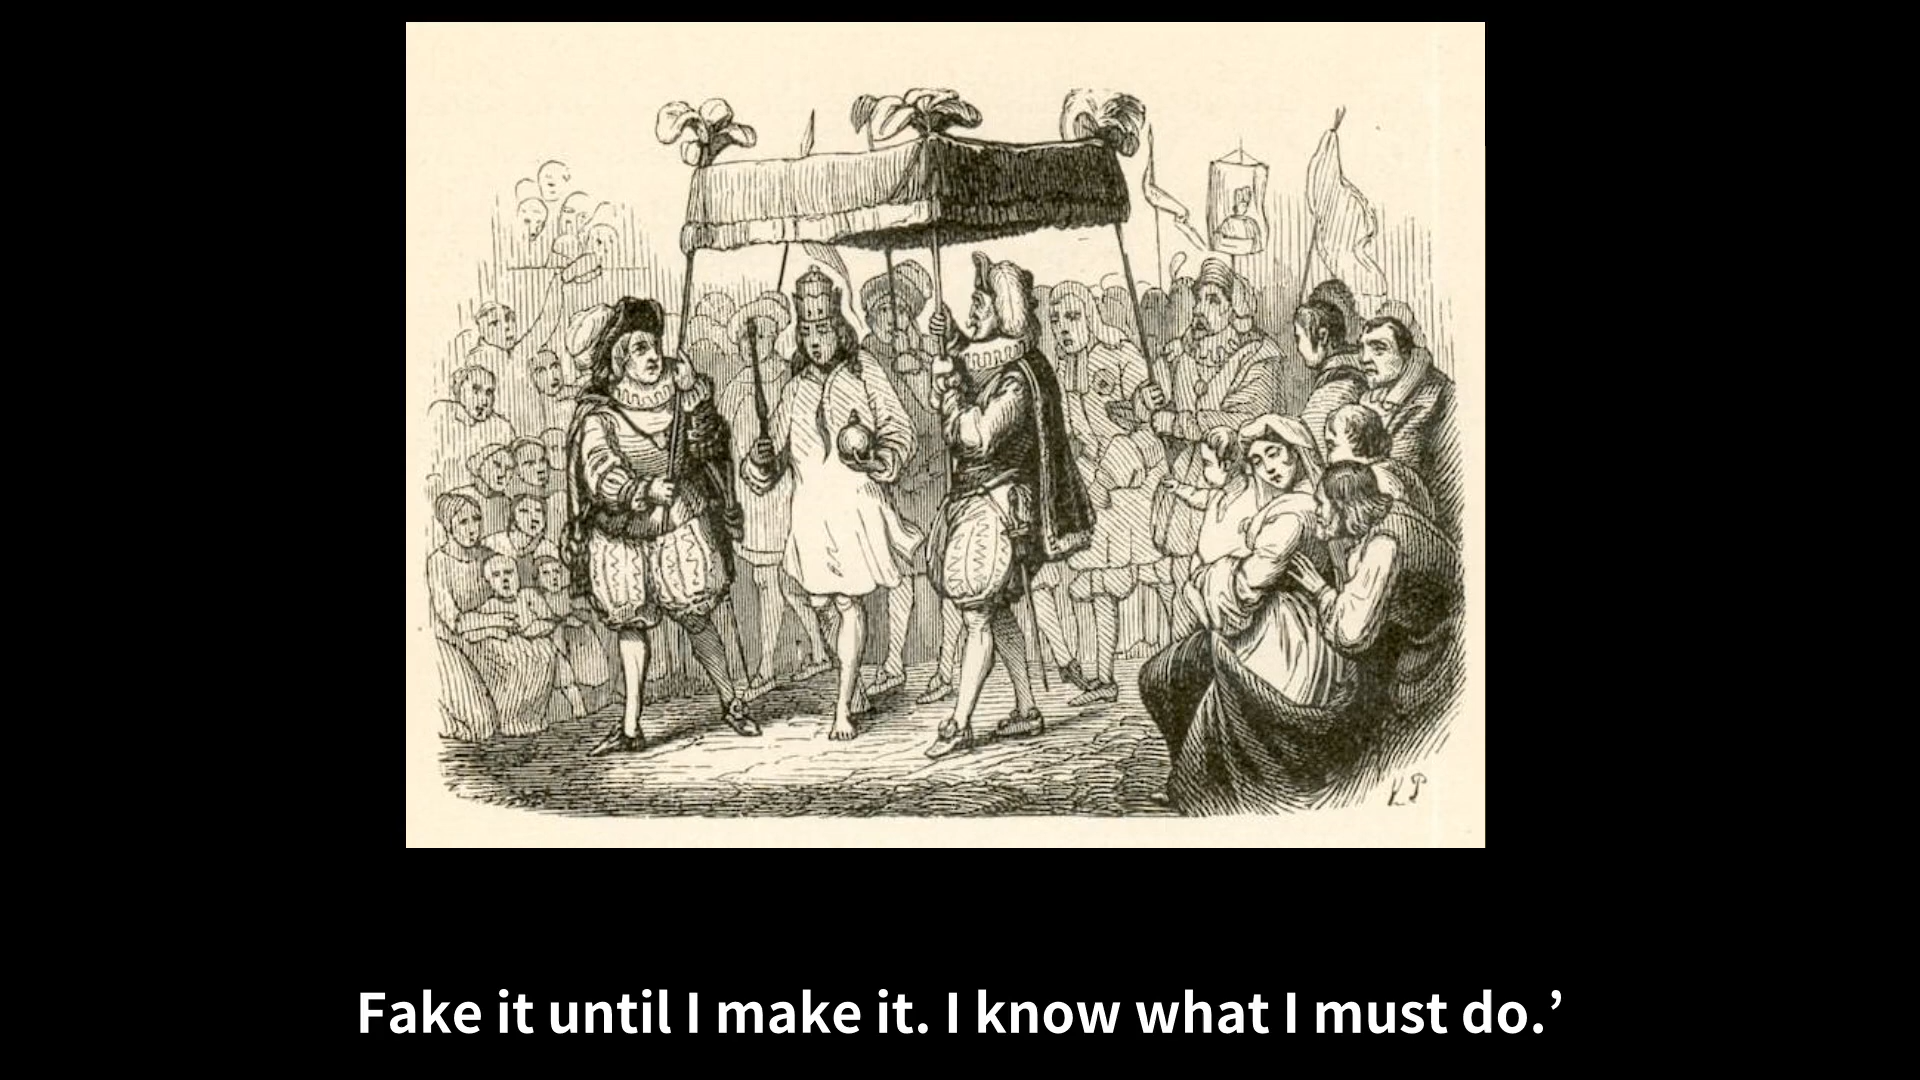 V P
Fake it until I make it. I know what I must do.’